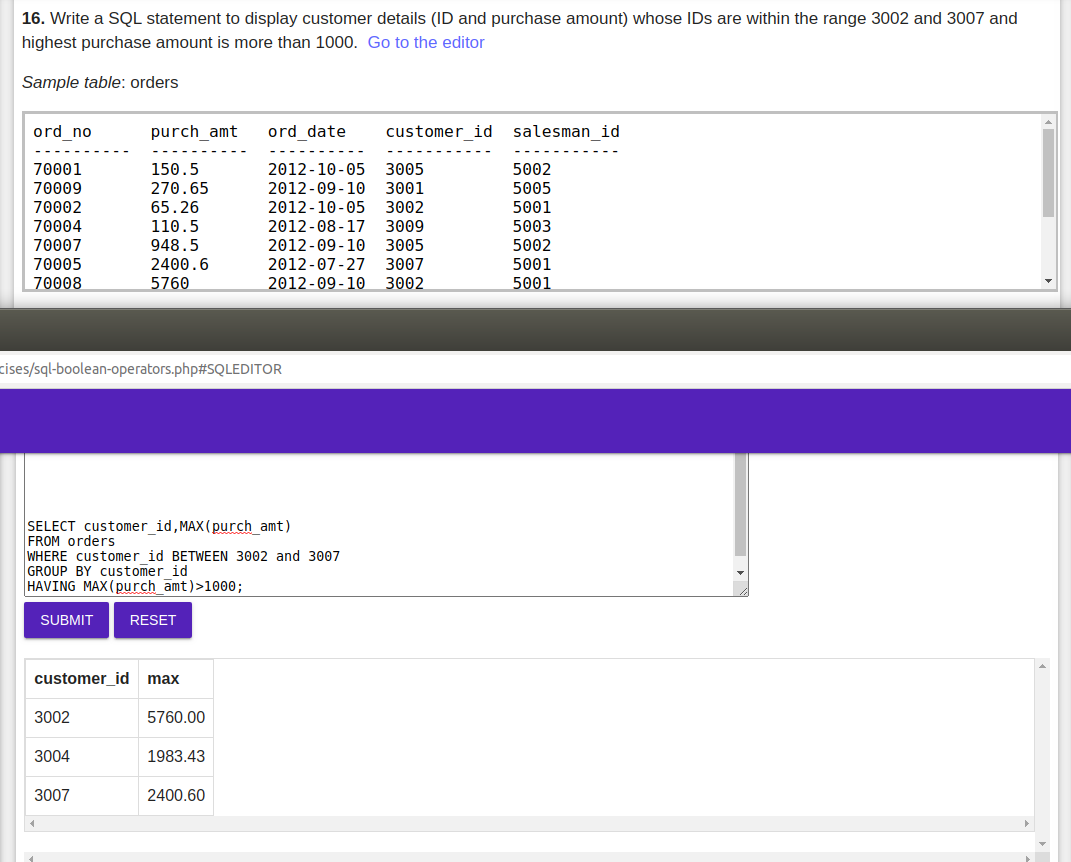 16. Write a SQL statement to display customer details (ID and purchase amount) whose IDs are within the range 3002 and 3007 and
highest purchase amount is more than 1000. Go to the editor
Sample table: orders
ord_no purch_amt ord_date customer_id salesman_id
---------- ---------- ---------- ----------- -----------
70001 150.5 2012-10-05 3005 5002
70009 270.65 2012-09-10 3001 5005
70002 65.26 2012-10-05 3002 5001
70004 110.5 2012-08-17 3009 5003
70007 948.5 2012-09-10 3005 5002
70005 2400.6 2012-07-27 3007 5001
70008 5760 2012-09-10 3002 5001
cises/sql-boolean-operators.php#SQLEDITOR
SELECT customer_id,MAX(purch_amt)
FROM orders
WHERE customer_id BETWEEN 3002 and 3007
GROUP BY customer_id
HAVING MAX(purch_amt)>1000;
SUBMIT RESET
customer_id max
3002 5760.00
3004 1983.43
3007 2400.60